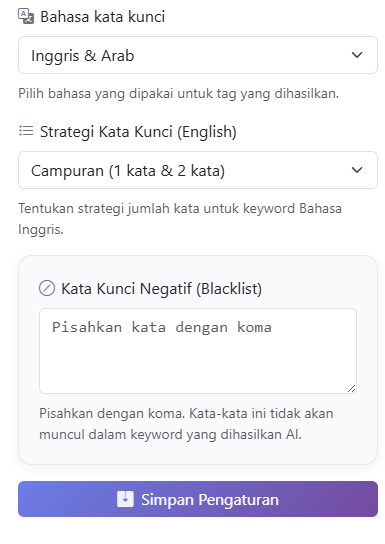 Bahasa kata kunci
Inggris & Arab
Pilih bahasa yang dipakai untuk tag yang dihasilkan.
Strategi Kata Kunci (English)
Campuran (1 kata & 2 kata)
Tentukan strategi jumlah kata untuk keyword Bahasa
Inggris.
Kata Kunci Negatif (Blacklist)
Pisahkan kata dengan koma
Pisahkan dengan koma. Kata-kata ini tidak akan
muncul dalam keyword yang dihasilkan AI.
Simpan Pengaturan